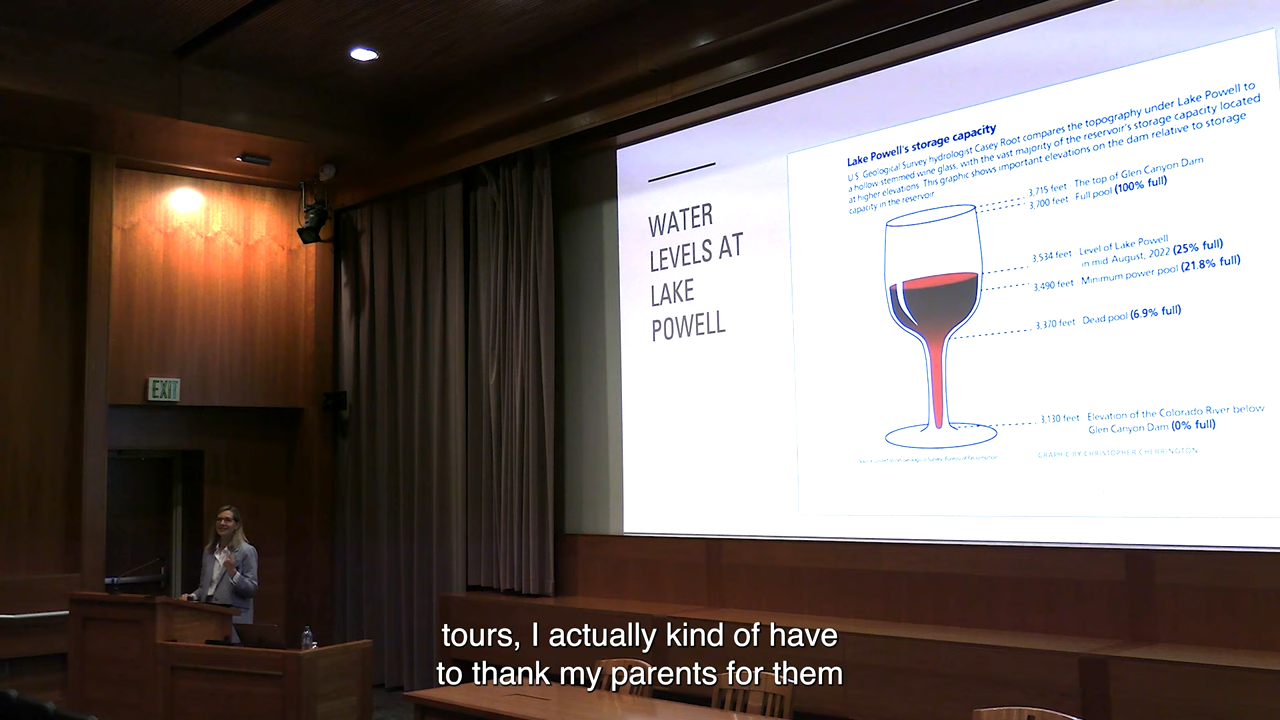 WATER
LEVELS AT
LAKE
POWELL
Lake Powell's storage capacity
U.S. Geological Survey hydrologist Casey Root compares the topography under Lake Powell to
a hollow stemmed wine glass, with the vast majority of the reservoir's storage capacity located
at higher elevations. This graphic shows important elevations on the dam relative to storage
capacity in the reservoir.
3,715 feet The top of Glen Canyon Dam
3,700 feet Full pool (100% full)
3,534 feet Level of Lake Powell
in mid August, 2022 (25% full)
3,490 feet Minimum power pool (21.8% full)
3,370 feet Dead pool (6.9% full)
3,130 feet Elevation of the Colorado River below
Glen Canyon Dam (0% full)
GRAPHIC BY CHRISTOPHER CHERRINGTON
EXIT
tours, I actually kind of have
to thank my parents for them